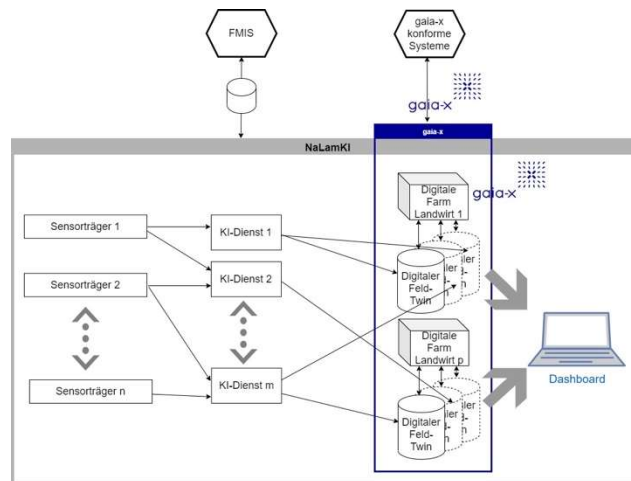 FMIS
gaia-x
konforme
Systeme
gaia-x
gaia-x
NaLamKI
gaia-x
Digitale
Farm
Landwirt 1
Sensorträger 1
KI-Dienst 1
Sensorträger 2
KI-Dienst 2
Digitaler
Feld-
Twin
Digitale
Farm
Landwirt p
Dashboard
Sensorträger n
KI-Dienst m
Digitaler
Feld-
Twin